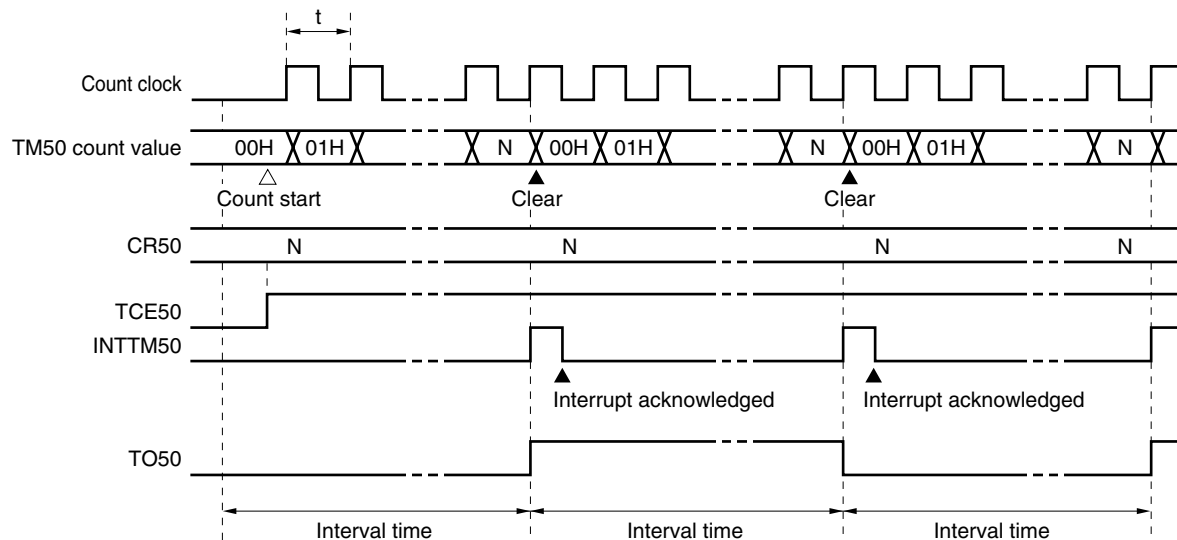 t
Count clock
TM50 count value 00H 01H N 00H 01H N 00H 01H N
Count start Clear Clear
CR50 N N N N
TCE50
INTTM50
Interrupt acknowledged Interrupt acknowledged
TO50
Interval time Interval time Interval time